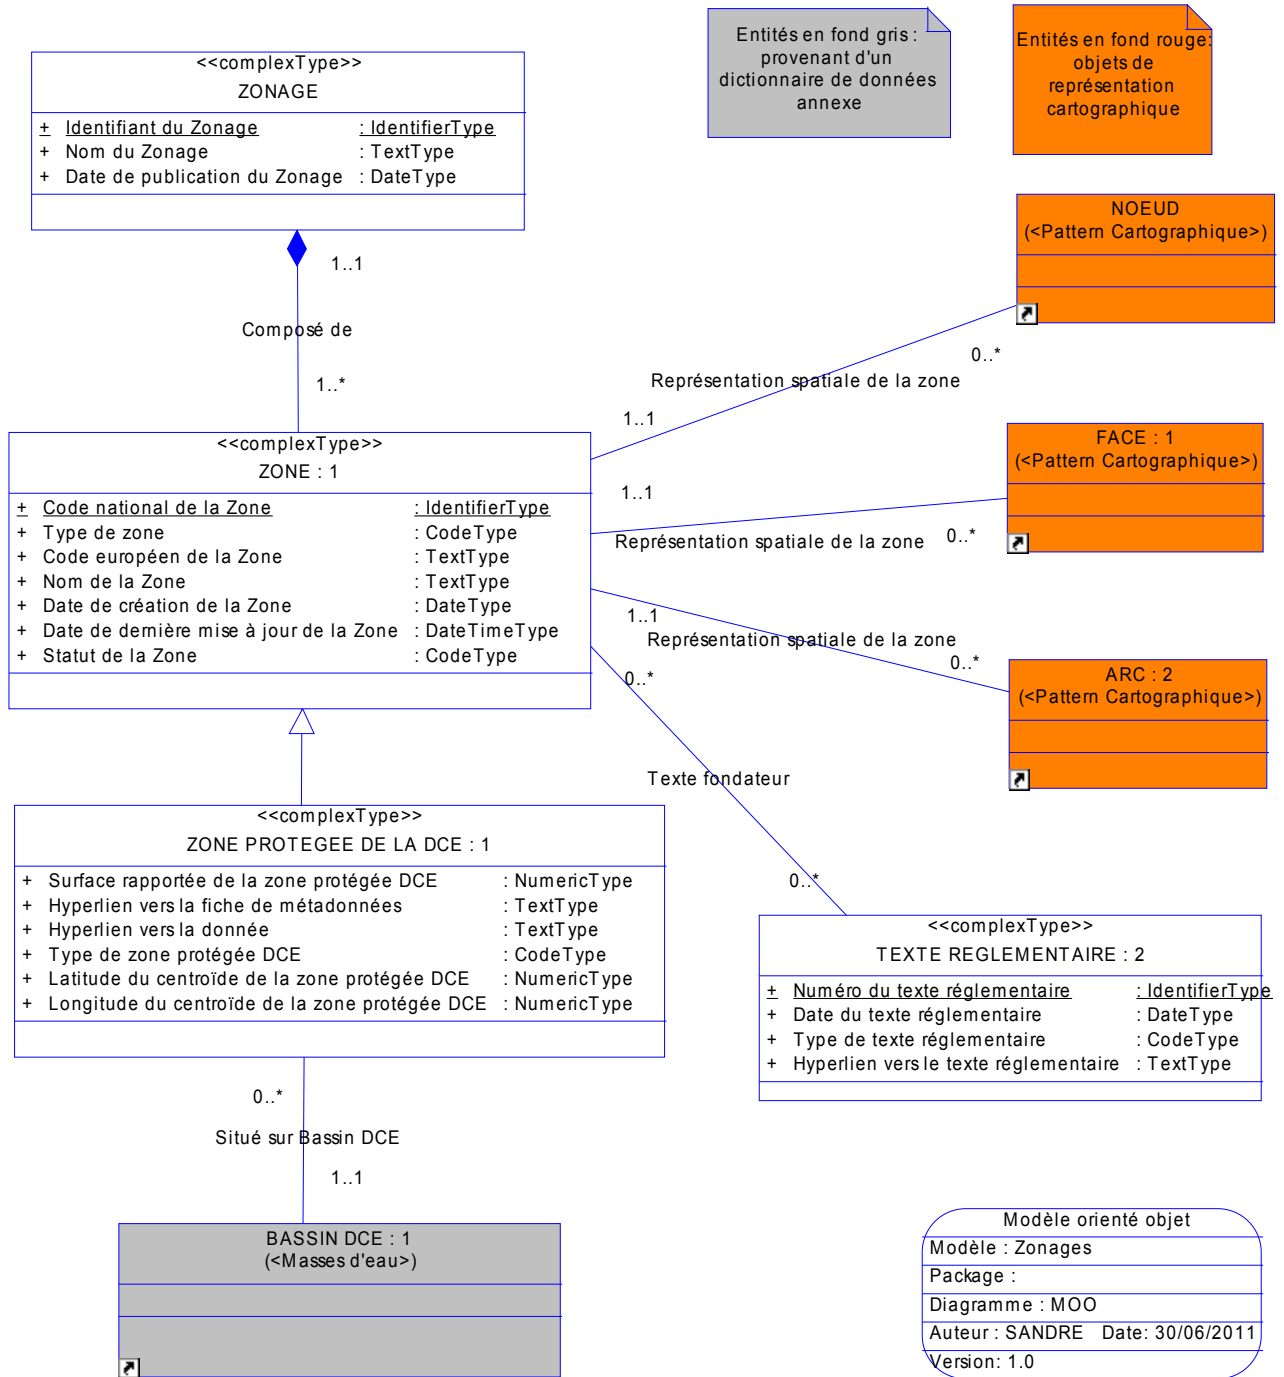 <<complexType>>
ZONAGE
+ Identifiant du Zonage : IdentifierType
+ Nom du Zonage : TextType
+ Date de publication du Zonage : DateType
Entités en fond gris :
provenant d'un
dictionnaire de données
annexe
Entités en fond rouge:
objets de
représentation
cartographique
NOEUD
(<Pattern Cartographique>)
1..1
Composé de
1..*
0..*
Représentation spatiale de la zone
1..1
<<complexType>>
ZONE : 1
+ Code national de la Zone : IdentifierType
+ Type de zone : CodeType
+ Code européen de la Zone : TextType
+ Nom de la Zone : TextType
+ Date de création de la Zone : DateType
+ Date de dernière mise à jour de la Zone : DateTimeType
+ Statut de la Zone : CodeType
FACE : 1
(<Pattern Cartographique>)
1..1
Représentation spatiale de la zone
0..*
1..1
Représentation spatiale de la zone
0..*
ARC : 2
(<Pattern Cartographique>)
0..*
Texte fondateur
0..*
<<complexType>>
ZONE PROTEGEE DE LA DCE : 1
+ Surface rapportée de la zone protégée DCE : NumericType
+ Hyperlien vers la fiche de métadonnées : TextType
+ Hyperlien vers la donnée : TextType
+ Type de zone protégée DCE : CodeType
+ Latitude du centroïde de la zone protégée DCE : NumericType
+ Longitude du centroïde de la zone protégée DCE : NumericType
<<complexType>>
TEXTE REGLEMENTAIRE : 2
+ Numéro du texte réglementaire : IdentifierType
+ Date du texte réglementaire : DateType
+ Type de texte réglementaire : CodeType
+ Hyperlien vers le texte réglementaire : TextType
0..*
Situé sur Bassin DCE
1..1
BASSIN DCE : 1
(<Masses d'eau>)
Modèle orienté objet
Modèle : Zonages
Package :
Diagramme : MOO
Auteur : SANDRE Date: 30/06/2011
Version: 1.0